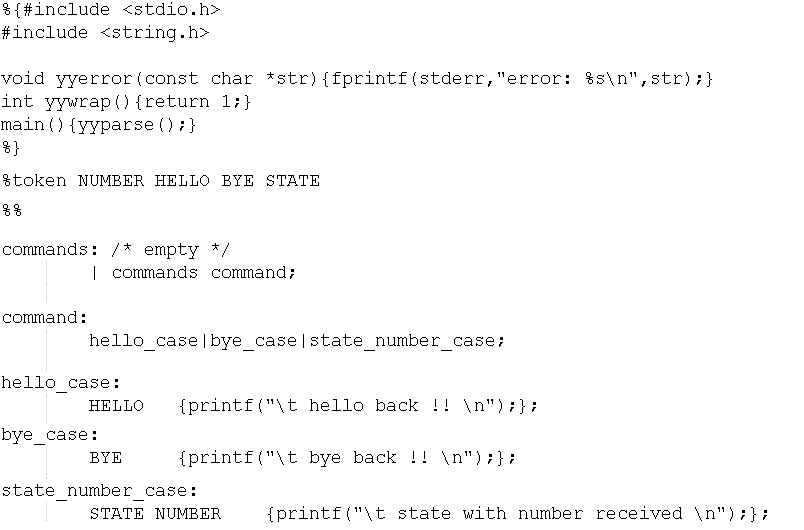 %{#include <stdio.h>
#include <string.h>
void yyerror(const char *str){fprintf(stderr,"error: %s\n",str);}
int yywrap(){return 1;}
main(){yyparse();}
%}
%token NUMBER HELLO BYE STATE
%%
commands: /* empty */
| commands command;
command:
hello_case|bye_case|state_number_case;
hello_case:
HELLO {printf("\t hello back !! \n");};
bye_case:
BYE {printf("\t bye back !! \n");};
state_number_case:
STATE NUMBER {printf("\t state with number received \n");};